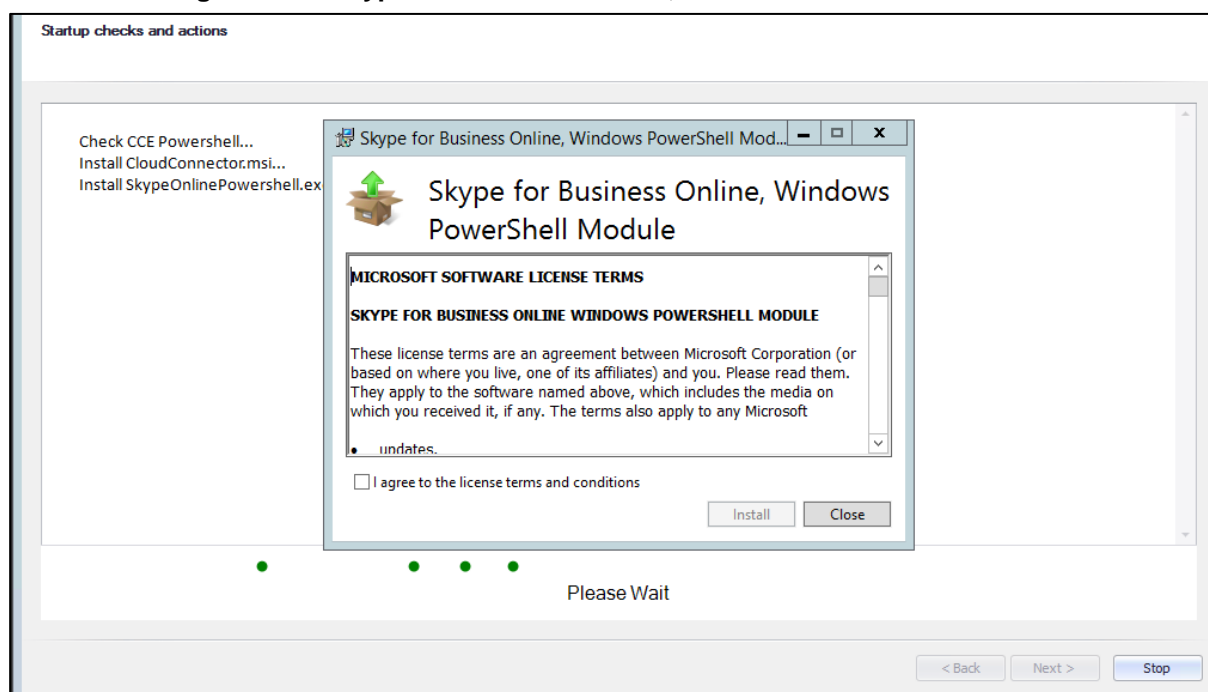 Startup checks and actions
Check CCE Powershell...
Install CloudConnector.msi...
Install SkypeOnlinePowershell.ex
Skype for Business Online, Windows PowerShell Mod...
Skype for Business Online, Windows
PowerShell Module
MICROSOFT SOFTWARE LICENSE TERMS
SKYPE FOR BUSINESS ONLINE WINDOWS POWERSHELL MODULE
These license terms are an agreement between Microsoft Corporation (or
based on where you live, one of its affiliates) and you. Please read them.
They apply to the software named above, which includes the media on
which you received it, if any. The terms also apply to any Microsoft
• updates,
I agree to the license terms and conditions
Install Close
Please Wait
< Back Next > Stop